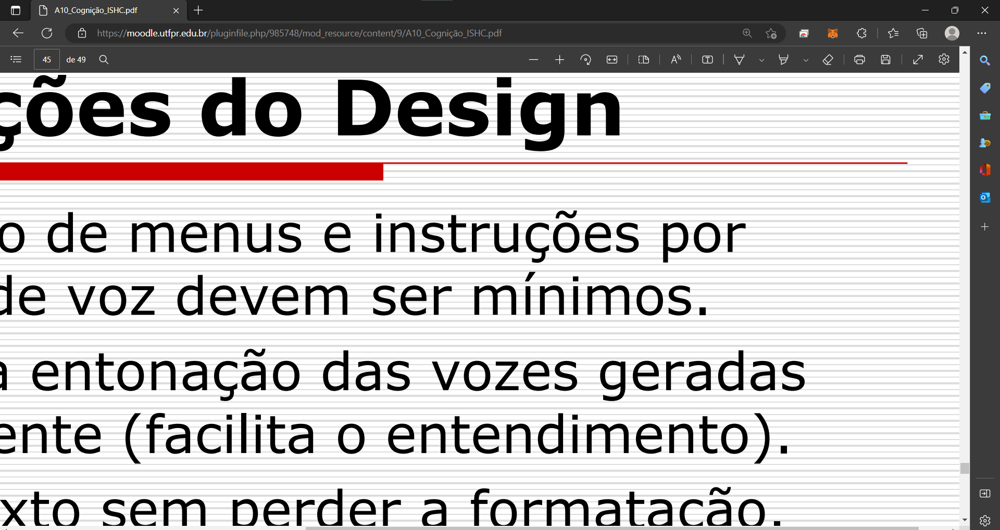 A10_Cognição_ISHC.pdf
https://moodle.utfpr.edu.br/pluginfile.php/985748/mod_resource/content/9/A10_Cognição_ISHC.pdf
45 de 49
ções do Design
o de menus e instruções por
de voz devem ser mínimos.
a entonação das vozes geradas
ente (facilita o entendimento).
xto sem perder a formatação.